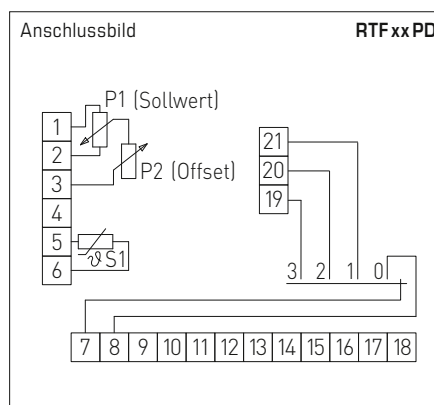 Anschlussbild RTF xx PD
P1 (Sollwert)
1
2
3
4
5
6
P2 (Offset)
ϑ S1
21
20
19
3 2 1 0
7 8 9 10 11 12 13 14 15 16 17 18